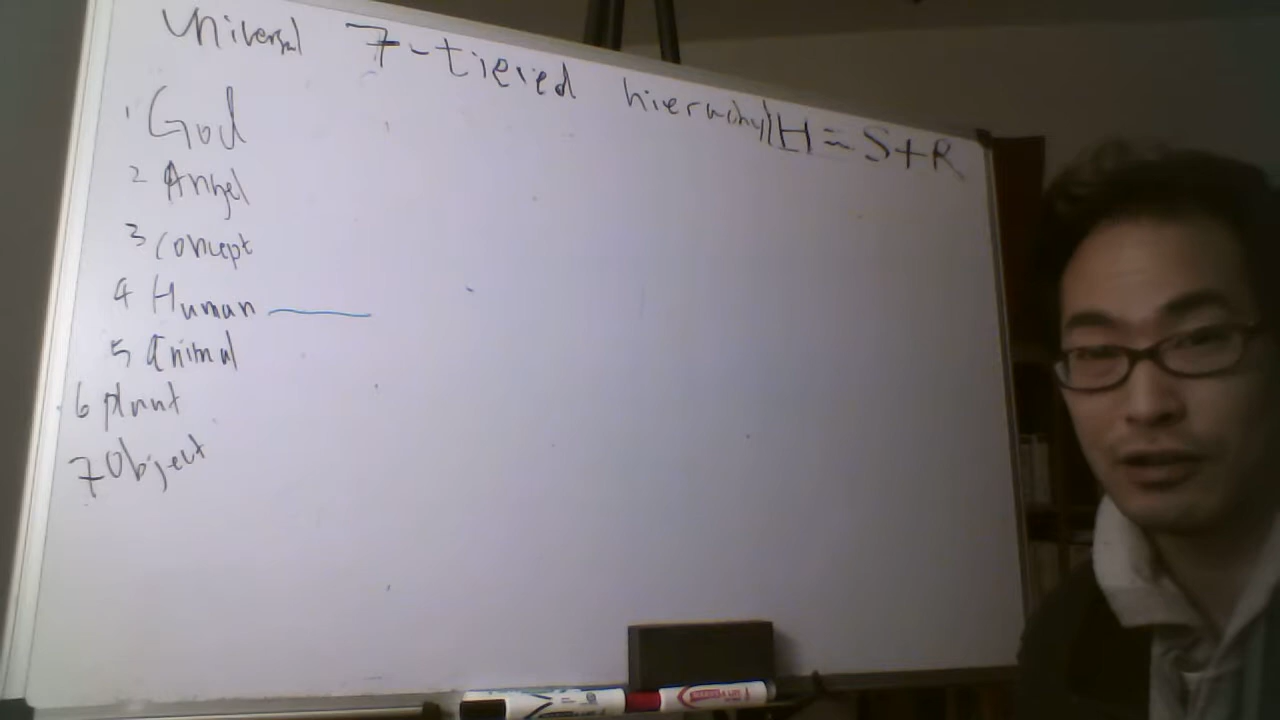 Universal 7-tiered hierarchy H=S+R
1 God
2 Angel
3 Concept
4 Human
5 Animal
6 plant
7 Object